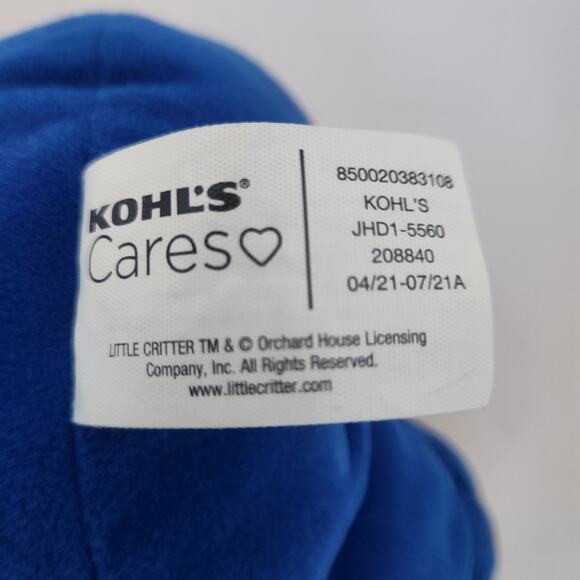 KOHL'S®
Cares♡
850020383108
KOHL'S
JHD1-5560
208840
04/21-07/21A
LITTLE CRITTER TM & © Orchard House Licensing
Company, Inc. All Rights Reserved.
www.littlecritter.com